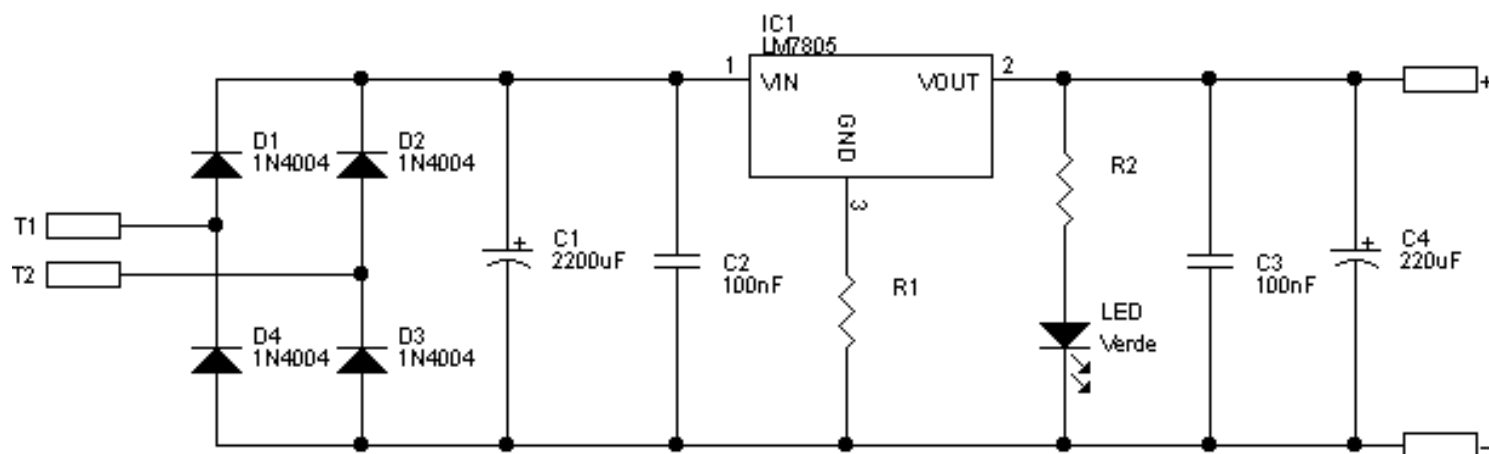 IC1
LM7805
1
VIN
VOUT
2
GND
3
D1
1N4004
D2
1N4004
R2
+
T1
T2
+
C1
2200uF
C2
100nF
R1
C3
100nF
+
C4
220uF
D4
1N4004
D3
1N4004
LED
Verde
-